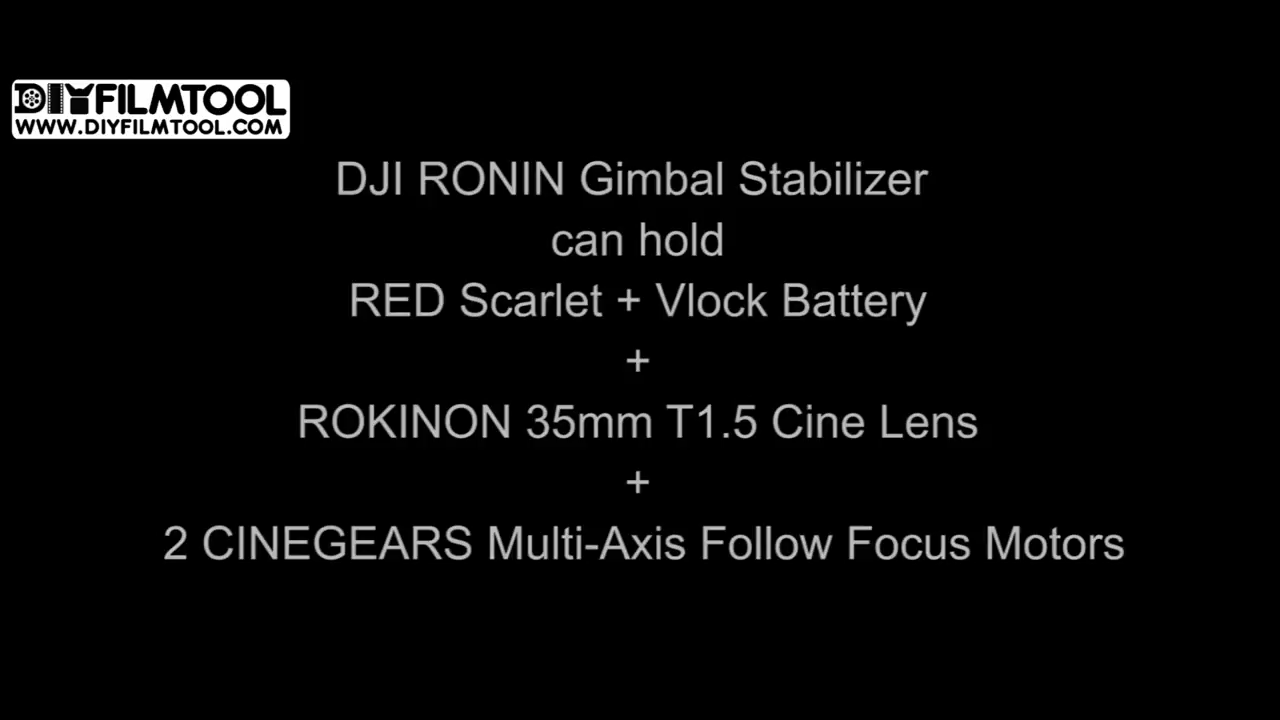 DIYFILMTOOL
WWW.DIYFILMTOOL.COM
DJI RONIN Gimbal Stabilizer
can hold
RED Scarlet + Vlock Battery
+
ROKINON 35mm T1.5 Cine Lens
+
2 CINEGEARS Multi-Axis Follow Focus Motors